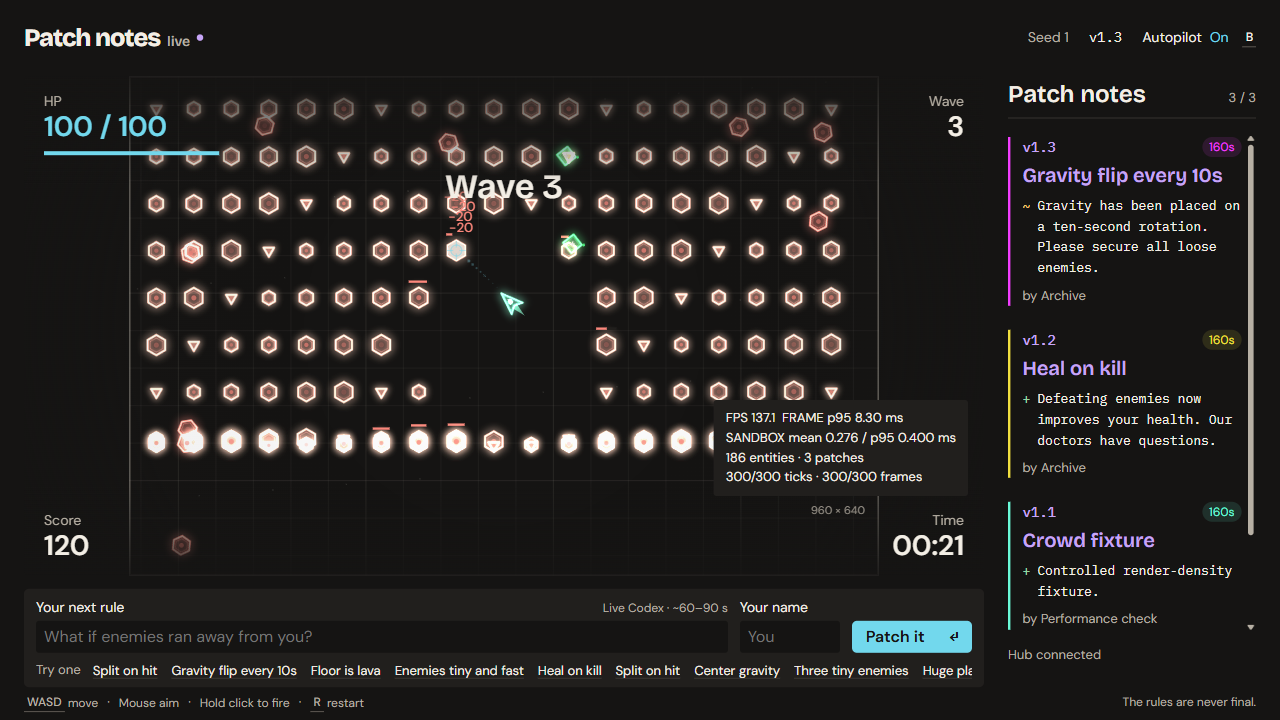 Patch notes live
Seed 1 v1.3 Autopilot On B
HP
100 / 100
Wave
3
Wave 3
-20
-20
FPS 137.1 FRAME p95 8.30 ms
SANDBOX mean 0.276 / p95 0.400 ms
186 entities · 3 patches
300/300 ticks · 300/300 frames
960 × 640
Score
120
Time
00:21
Patch notes 3 / 3
v1.3 160s
Gravity flip every 10s
~ Gravity has been placed on
a ten-second rotation.
Please secure all loose
enemies.
by Archive
v1.2 160s
Heal on kill
+ Defeating enemies now
improves your health. Our
doctors have questions.
by Archive
v1.1 160s
Crowd fixture
+ Controlled render-density
fixture.
by Performance check
Hub connected
Your next rule Live Codex · ~60–90 s Your name
What if enemies ran away from you? You Patch it ↵
Try one Split on hit Gravity flip every 10s Floor is lava Enemies tiny and fast Heal on kill Split on hit Center gravity Three tiny enemies Huge pla
WASD move · Mouse aim · Hold click to fire · R restart
The rules are never final.